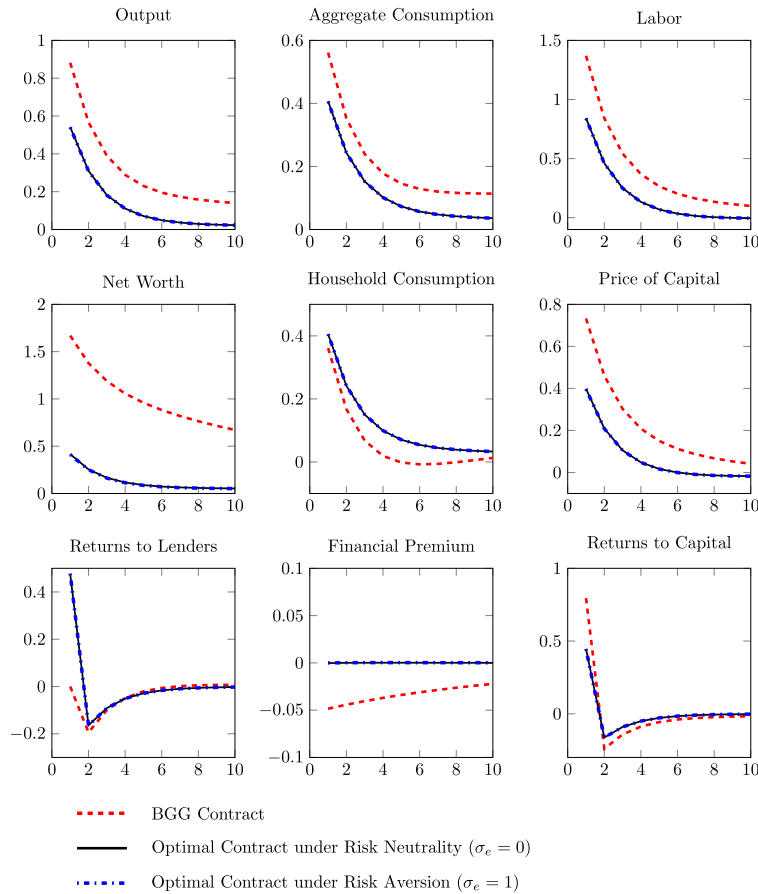 Output
Aggregate Consumption
Labor
1
0.8
0.6
0.4
0.2
0
0 2 4 6 8 10
0.6
0.4
0.2
0
0 2 4 6 8 10
1.5
1
0.5
0
0 2 4 6 8 10
Net Worth
Household Consumption
Price of Capital
2
1.5
1
0.5
0
0 2 4 6 8 10
0.4
0.2
0
0 2 4 6 8 10
0.8
0.6
0.4
0.2
0
0 2 4 6 8 10
Returns to Lenders
Financial Premium
Returns to Capital
0.4
0.2
0
−0.2
0 2 4 6 8 10
0.1
0.05
0
−0.05
−0.1
0 2 4 6 8 10
1
0.5
0
0 2 4 6 8 10
BGG Contract
Optimal Contract under Risk Neutrality (σₑ = 0)
Optimal Contract under Risk Aversion (σₑ = 1)